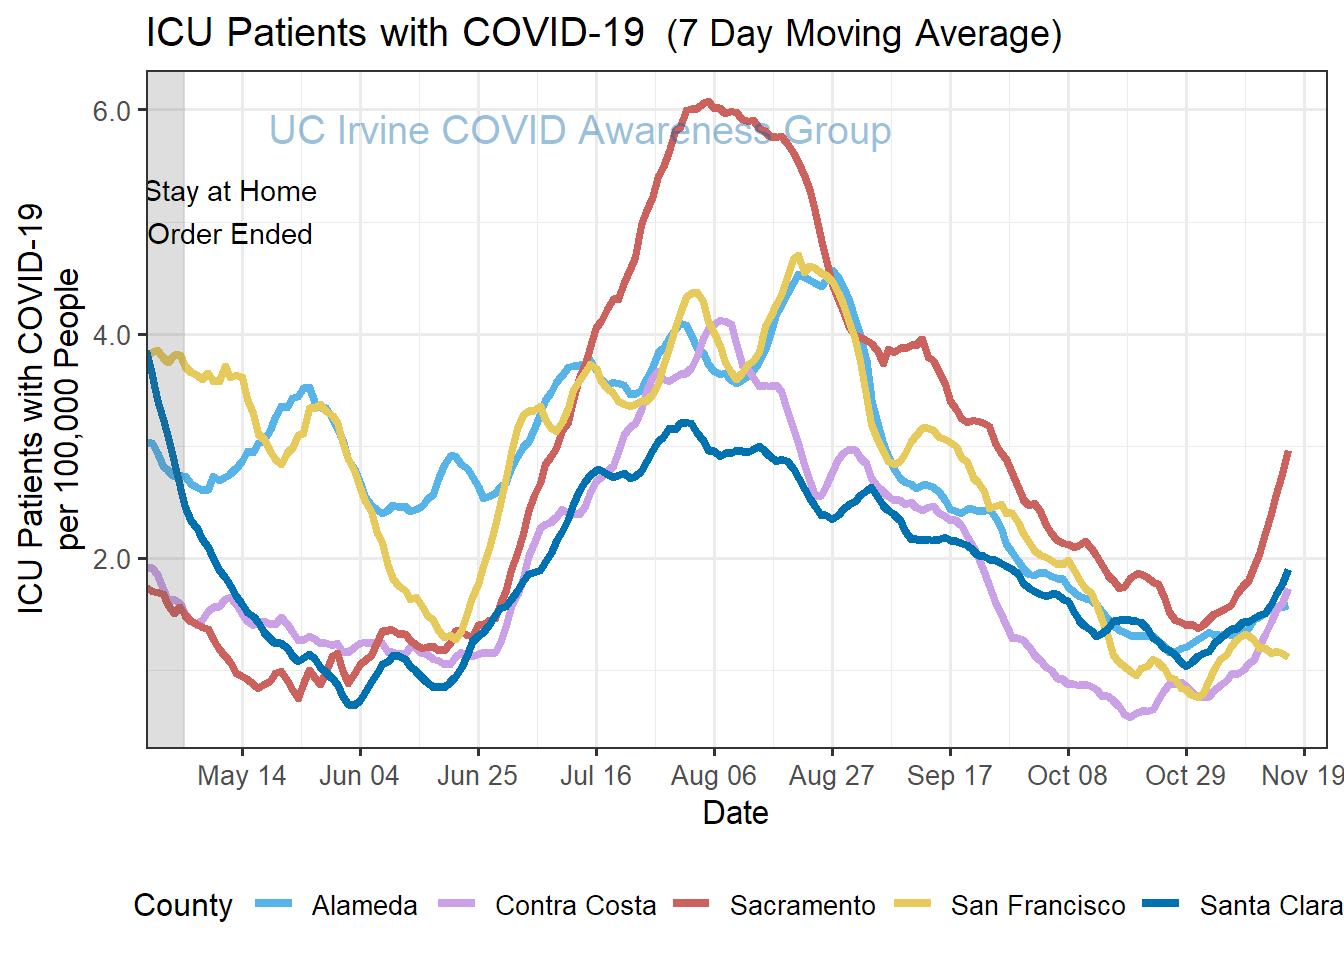 ICU Patients with COVID-19 (7 Day Moving Average)
6.0
UC Irvine COVID Awareness Group
Stay at Home
Order Ended
ICU Patients with COVID-19
per 100,000 People
4.0
2.0
May 14 Jun 04 Jun 25 Jul 16 Aug 06 Aug 27 Sep 17 Oct 08 Oct 29 Nov 19
Date
County Alameda Contra Costa Sacramento San Francisco Santa Clara